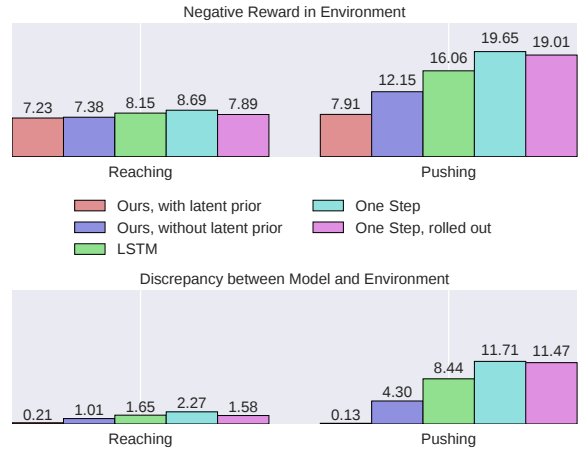 Negative Reward in Environment
7.23 7.38 8.15 8.69 7.89 7.91 12.15 16.06 19.65 19.01
Reaching Pushing
Ours, with latent prior One Step
Ours, without latent prior One Step, rolled out
LSTM
Discrepancy between Model and Environment
0.21 1.01 1.65 2.27 1.58 0.13 4.30 8.44 11.71 11.47
Reaching Pushing